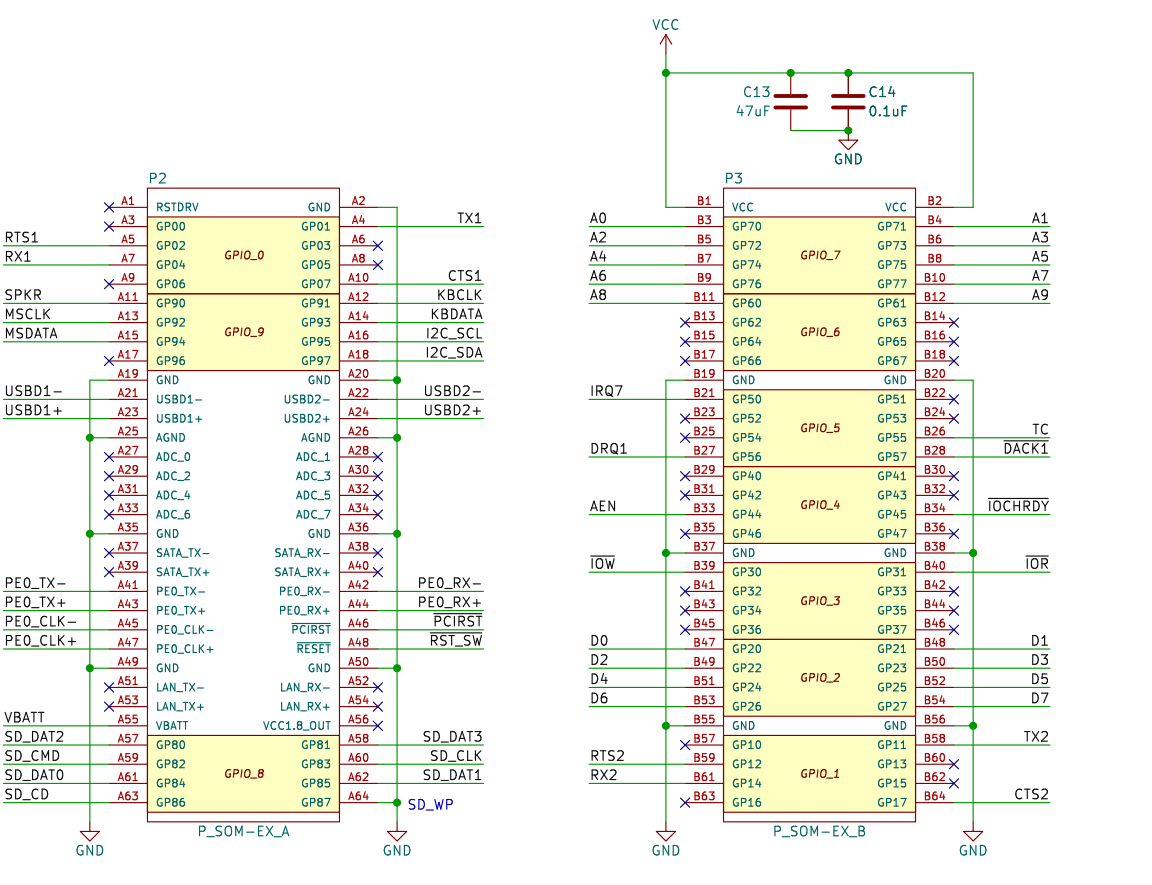 VCC
C13 C14
47uF 0.1uF
GND
P2 P3
A1 RSTDRV GND A2 B1 VCC VCC B2
A3 GP00 GP01 A4 TX1 A0 B3 GP70 GP71 B4 A1
RTS1 A5 GP02 GP03 A6 A2 B5 GP72 GP73 B6 A3
GPIO_0 GPIO_7
RX1 A7 GP04 GP05 A8 A4 B7 GP74 GP75 B8 A5
A9 GP06 GP07 A10 CTS1 A6 B9 GP76 GP77 B10 A7
SPKR A11 GP90 GP91 A12 KBCLK A8 B11 GP60 GP61 B12 A9
MSCLK A13 GP92 GP93 A14 KBDATA B13 GP62 GP63 B14
GPIO_9 GPIO_6
MSDATA A15 GP94 GP95 A16 I2C_SCL B15 GP64 GP65 B16
A17 GP96 GP97 A18 I2C_SDA B17 GP66 GP67 B18
A19 GND GND A20 B19 GND GND B20
USBD1- A21 USBD1- USBD2- A22 USBD2- IRQ7 B21 GP50 GP51 B22
USBD1+ A23 USBD1+ USBD2+ A24 USBD2+ B23 GP52 GP53 B24
GPIO_5
A25 AGND AGND A26 B25 GP54 GP55 B26 TC
A27 ADC_0 ADC_1 A28 DRQ1 B27 GP56 GP57 B28 DACK1
A29 ADC_2 ADC_3 A30 B29 GP40 GP41 B30
A31 ADC_4 ADC_5 A32 B31 GP42 GP43 B32
GPIO_4
A33 ADC_6 ADC_7 A34 AEN B33 GP44 GP45 B34 IOCHRDY
A35 GND GND A36 B35 GP46 GP47 B36
A37 SATA_TX- SATA_RX- A38 B37 GND GND B38
A39 SATA_TX+ SATA_RX+ A40 IOW B39 GP30 GP31 B40 IOR
PE0_TX- A41 PE0_TX- PE0_RX- A42 PE0_RX- B41 GP32 GP33 B42
GPIO_3
PE0_TX+ A43 PE0_TX+ PE0_RX+ A44 PE0_RX+ B43 GP34 GP35 B44
PE0_CLK- A45 PE0_CLK- PCIRST A46 PCIRST B45 GP36 GP37 B46
PE0_CLK+ A47 PE0_CLK+ RESET A48 RST_SW D0 B47 GP20 GP21 B48 D1
A49 GND GND A50 D2 B49 GP22 GP23 B50 D3
GPIO_2
A51 LAN_TX- LAN_RX- A52 D4 B51 GP24 GP25 B52 D5
A53 LAN_TX+ LAN_RX+ A54 D6 B53 GP26 GP27 B54 D7
VBATT A55 VBATT VCC1.8_OUT A56 B55 GND GND B56
SD_DAT2 A57 GP80 GP81 A58 SD_DAT3 B57 GP10 GP11 B58 TX2
SD_CMD A59 GP82 GP83 A60 SD_CLK RTS2 B59 GP12 GP13 B60
GPIO_8 GPIO_1
SD_DAT0 A61 GP84 GP85 A62 SD_DAT1 RX2 B61 GP14 GP15 B62
SD_CD A63 GP86 GP87 A64 SD_WP B63 GP16 GP17 B64 CTS2
P_SOM-EX_A P_SOM-EX_B
GND GND GND GND